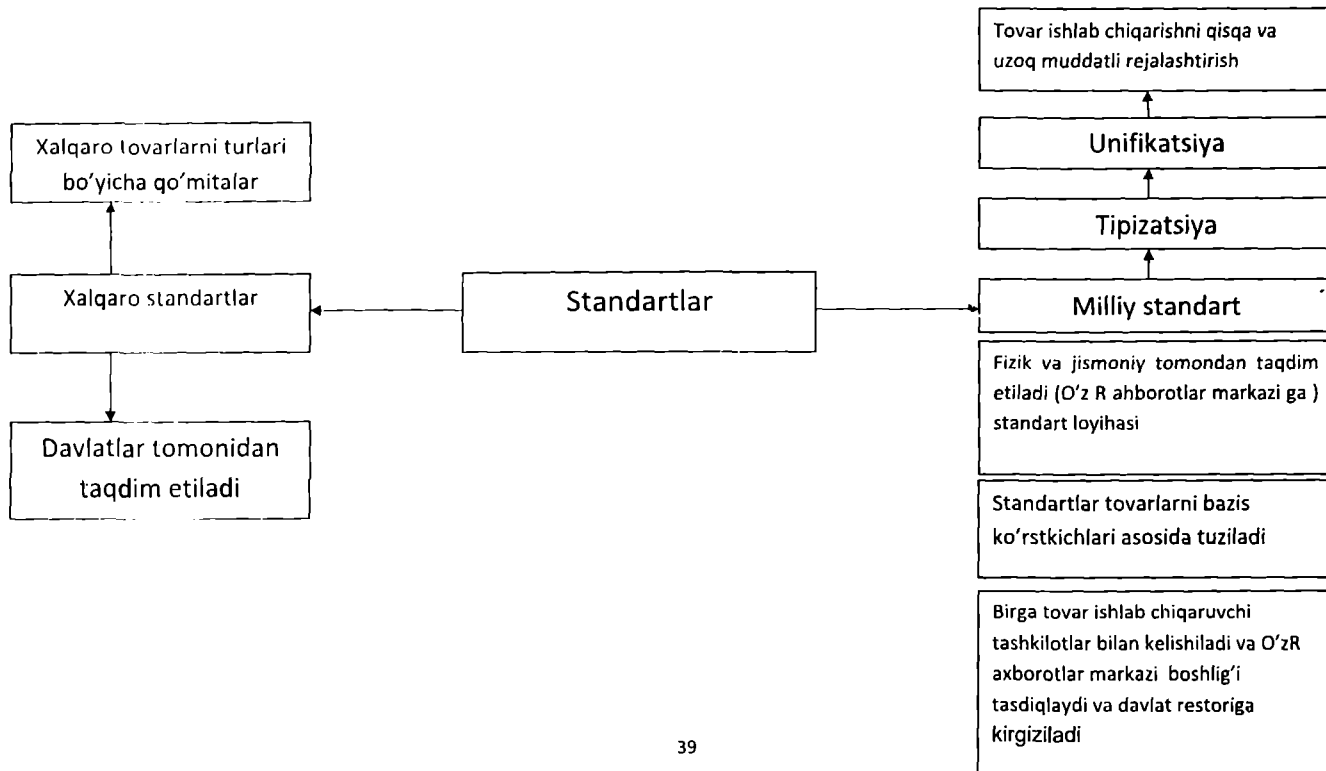 Tovar ishlab chiqarishni qisqa va
uzoq muddatli rejalashtirish
Xalqaro tovarlarni turlari
bo'yicha qo'mitalar
Unifikatsiya
Tipizatsiya
Xalqaro standartlar
Standartlar
Milliy standart
Fizik va jismoniy tomondan taqdim
etiladi (O'z R ahborotlar markazi ga )
standart loyihasi
Davlatlar tomonidan
taqdim etiladi
Standartlar tovarlarni bazis
ko'rstkichlari asosida tuziladi
Birga tovar ishlab chiqaruvchi
tashkilotlar bilan kelishiladi va O'zR
axborotlar markazi boshlig'i
tasdiqlaydi va davlat restoriga
kirgiziladi
39